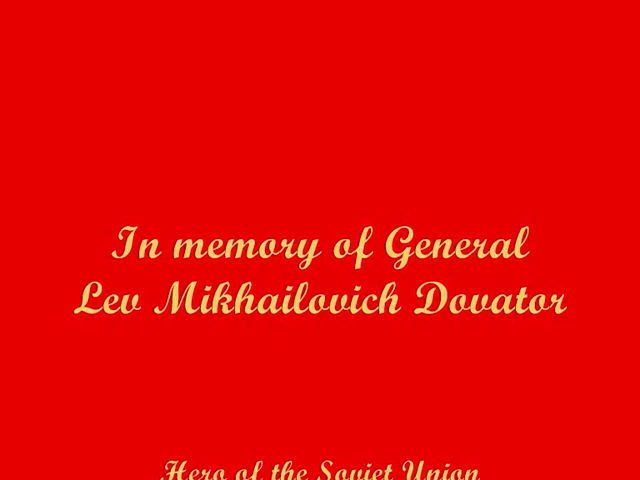 In memory of General
Lev Mikhailovich Dovator
Hero of the Soviet Union